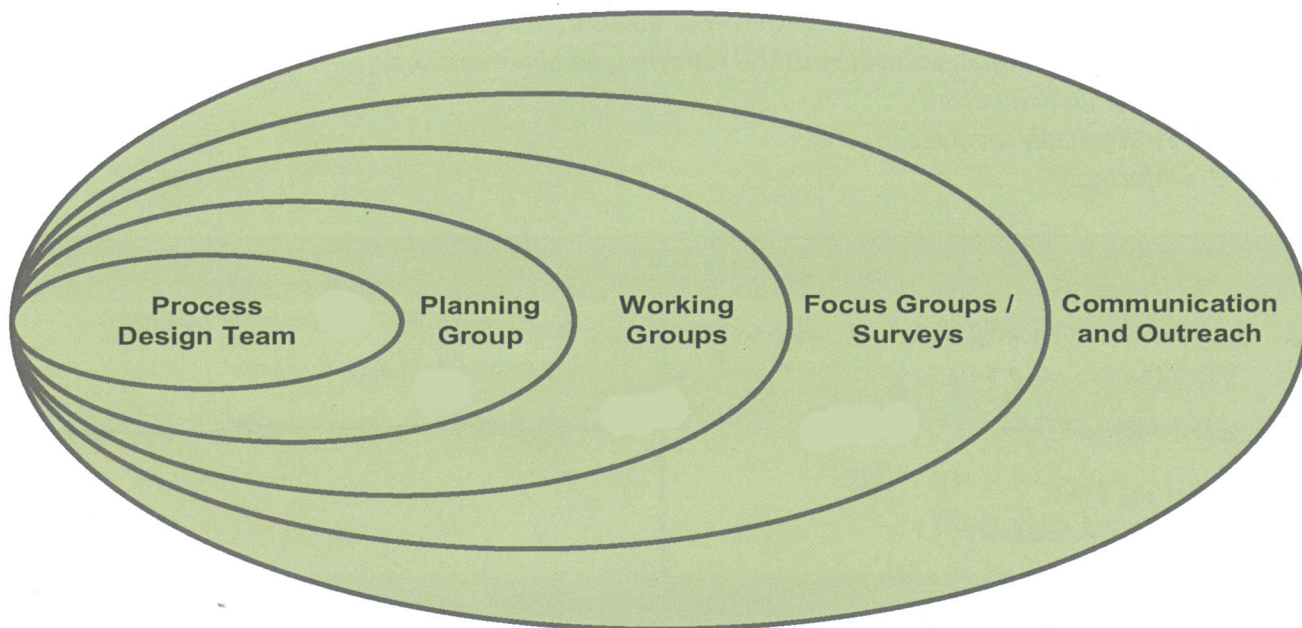 Process
Design Team
Planning
Group
Working
Groups
Focus Groups /
Surveys
Communication
and Outreach